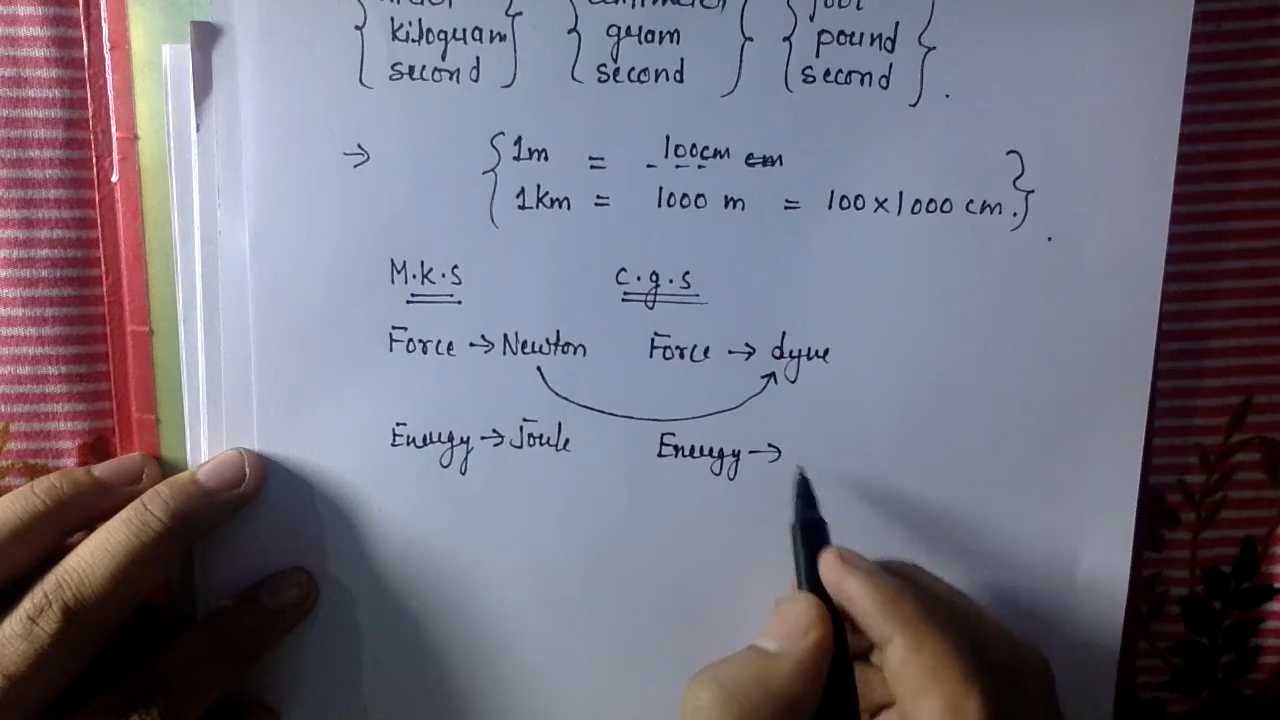 { kilogram } { gram } { pound }
second second second .
→ { 1m = 100cm
1km = 1000 m = 100×1000 cm. } .
M.k.s C.g.s
Force → Newton Force → dyne
Energy → Joule Energy →